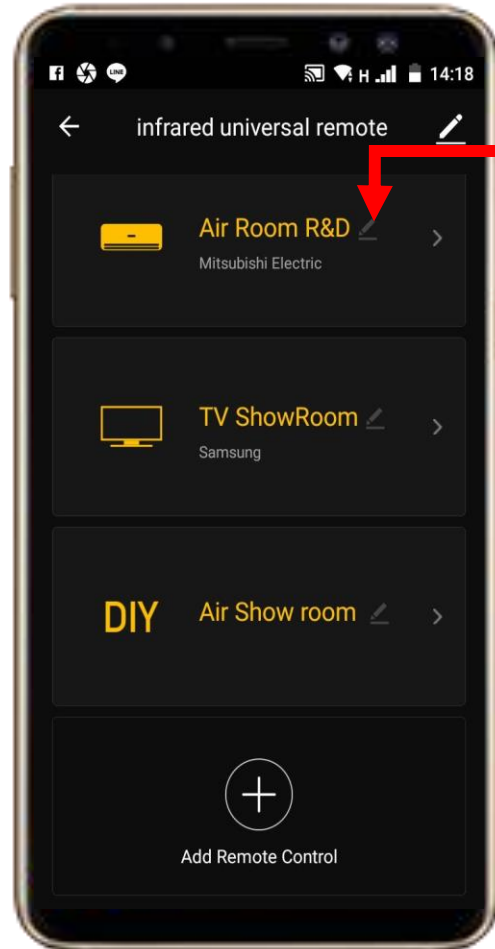 LINE H 14:18
infrared universal remote
Air Room R&D
Mitsubishi Electric
TV ShowRoom
Samsung
DIY Air Show room
Add Remote Control